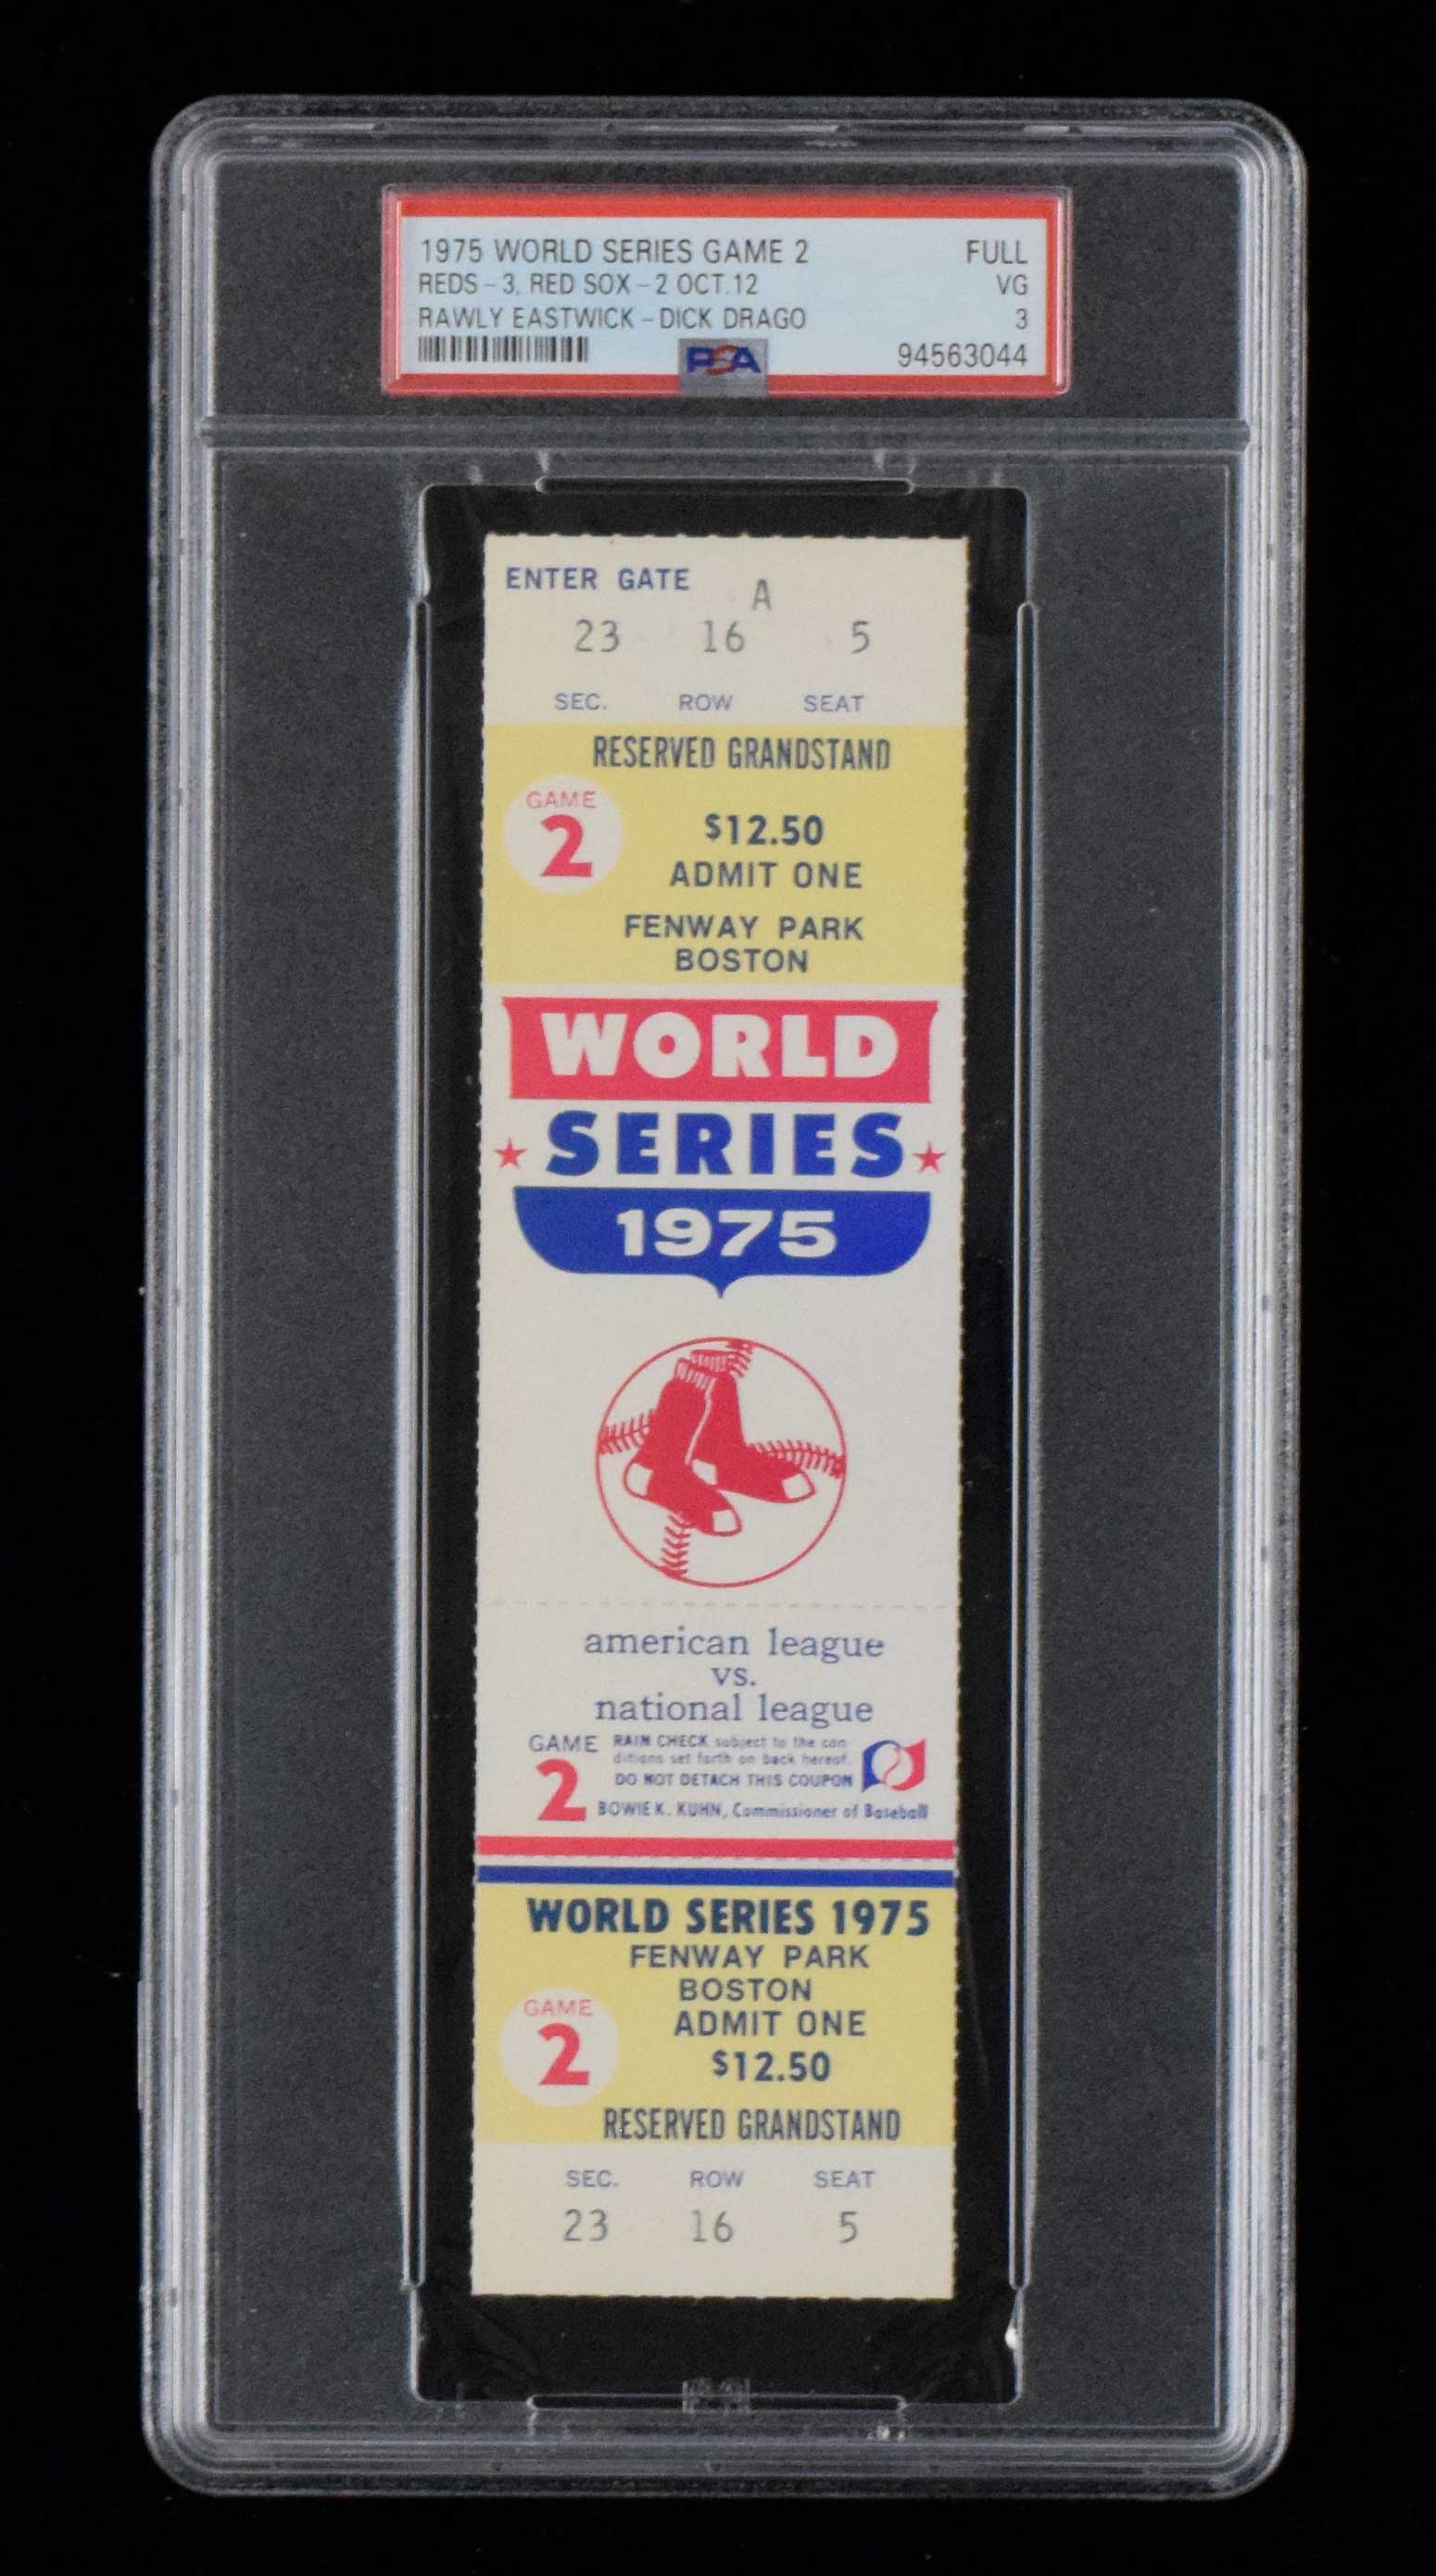 1975 WORLD SERIES GAME 2 FULL
REDS - 3, RED SOX - 2 OCT.12 VG
RAWLY EASTWICK - DICK DRAGO 3
PSA 94563044
ENTER GATE A
23 16 5
SEC. ROW SEAT
RESERVED GRANDSTAND
GAME
2
$12.50
ADMIT ONE
FENWAY PARK
BOSTON
WORLD
SERIES
1975
american league
vs.
national league
GAME
2
RAIN CHECK subject to the con-
ditions set forth on back hereof.
DO NOT DETACH THIS COUPON
BOWIE K. KUHN, Commissioner of Baseball
WORLD SERIES 1975
FENWAY PARK
BOSTON
ADMIT ONE
GAME
2
$12.50
RESERVED GRANDSTAND
SEC. ROW SEAT
23 16 5